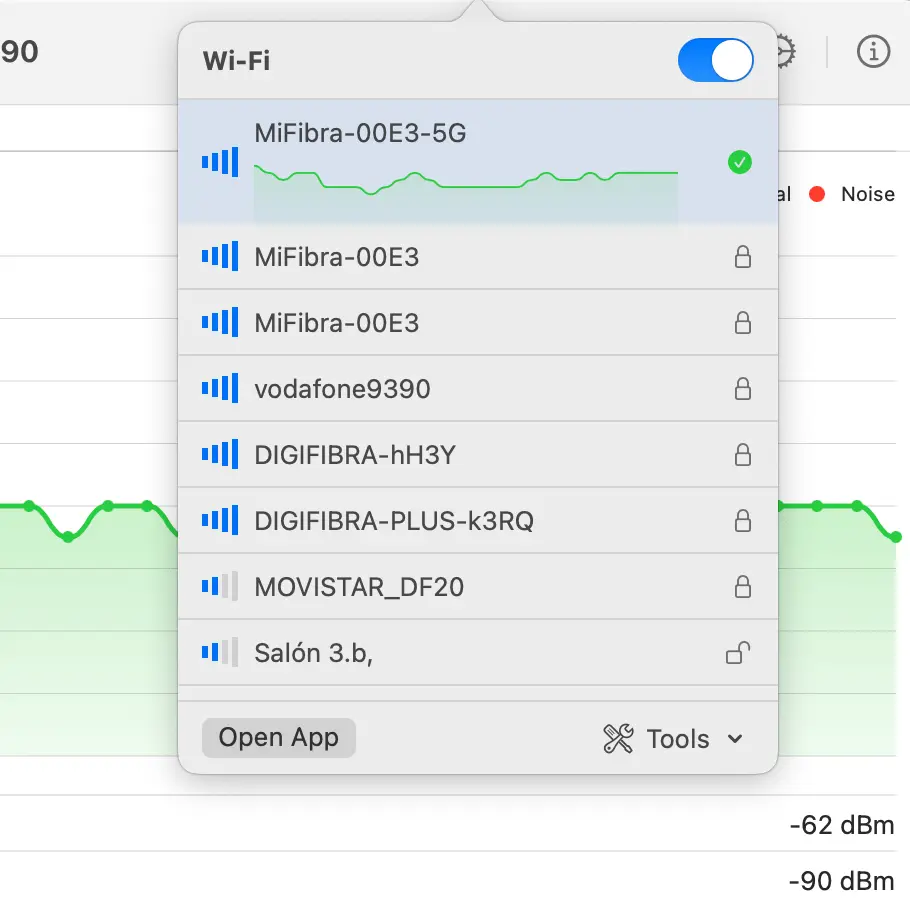 90
Wi-Fi
MiFibra-00E3-5G
Noise
MiFibra-00E3
MiFibra-00E3
vodafone9390
DIGIFIBRA-hH3Y
DIGIFIBRA-PLUS-k3RQ
MOVISTAR_DF20
Salón 3.b,
Open App
Tools
-62 dBm
-90 dBm